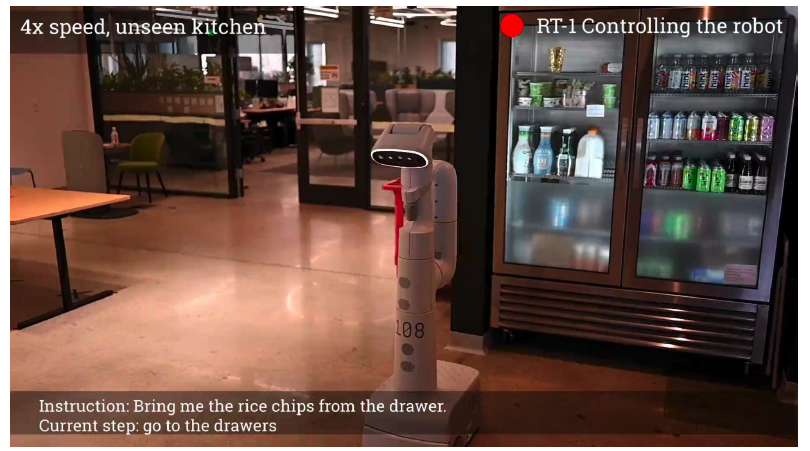 4x speed, unseen kitchen
RT-1 Controlling the robot
108
Instruction: Bring me the rice chips from the drawer.
Current step: go to the drawers